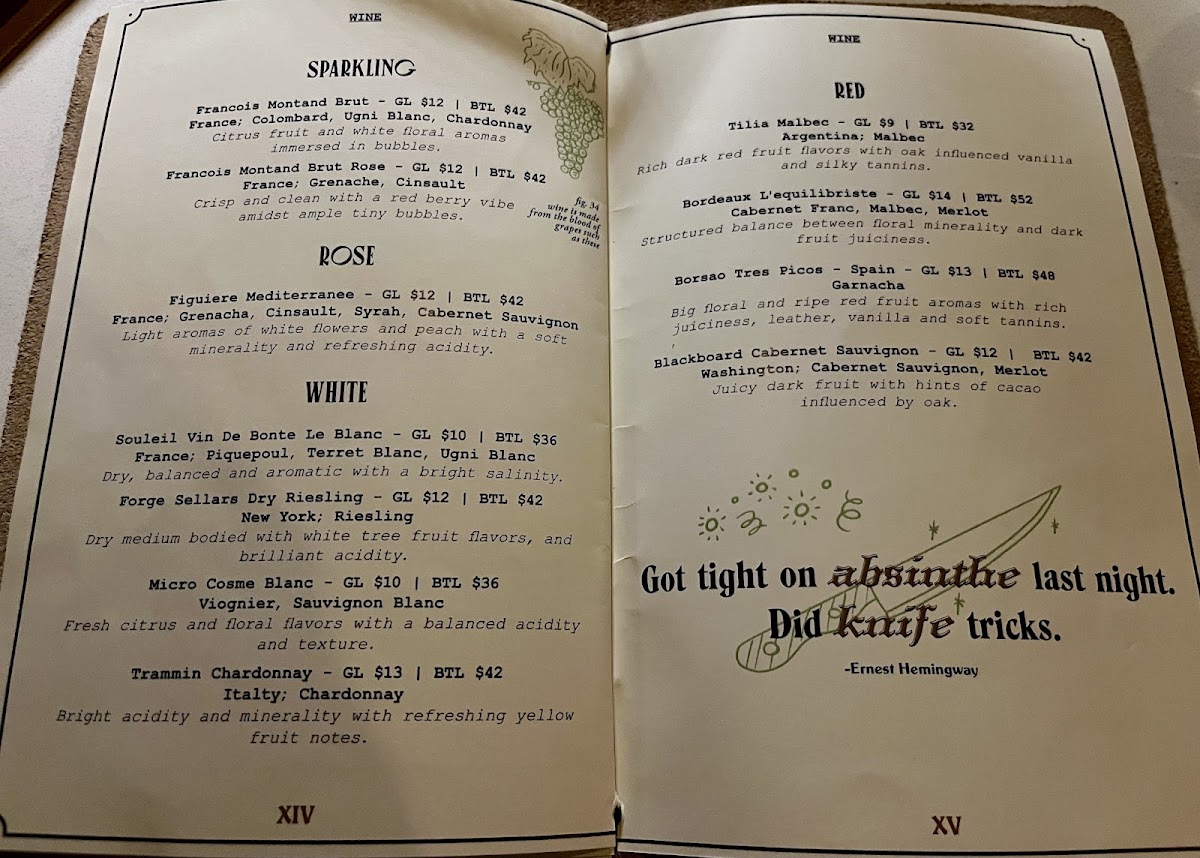 WINE
SPARKLING
Francois Montand Brut - GL $12 | BTL $42
France; Colombard, Ugni Blanc, Chardonnay
Citrus fruit and white floral aromas
immersed in bubbles.
Francois Montand Brut Rose - GL $12 | BTL $42
France; Grenache, Cinsault
Crisp and clean with a red berry vibe
amidst ample tiny bubbles.
fig. 34
wine is made
from the blood of
grapes such
as these
ROSE
Figuiere Mediterranee - GL $12 | BTL $42
France; Grenacha, Cinsault, Syrah, Cabernet Sauvignon
Light aromas of white flowers and peach with a soft
minerality and refreshing acidity.
WHITE
Souleil Vin De Bonte Le Blanc - GL $10 | BTL $36
France; Piquepoul, Terret Blanc, Ugni Blanc
Dry, balanced and aromatic with a bright salinity.
Forge Sellars Dry Riesling - GL $12 | BTL $42
New York; Riesling
Dry medium bodied with white tree fruit flavors, and
brilliant acidity.
Micro Cosme Blanc - GL $10 | BTL $36
Viognier, Sauvignon Blanc
Fresh citrus and floral flavors with a balanced acidity
and texture.
Trammin Chardonnay - GL $13 | BTL $42
Italty; Chardonnay
Bright acidity and minerality with refreshing yellow
fruit notes.
XIV
WINE
RED
Tilia Malbec - GL $9 | BTL $32
Argentina; Malbec
Rich dark red fruit flavors with oak influenced vanilla
and silky tannins.
Bordeaux L'equilibriste - GL $14 | BTL $52
Cabernet Franc, Malbec, Merlot
Structured balance between floral minerality and dark
fruit juiciness.
Borsao Tres Picos - Spain - GL $13 | BTL $48
Garnacha
Big floral and ripe red fruit aromas with rich
juiciness, leather, vanilla and soft tannins.
Blackboard Cabernet Sauvignon - GL $12 | BTL $42
Washington; Cabernet Sauvignon, Merlot
Juicy dark fruit with hints of cacao
influenced by oak.
Got tight on absinthe last night.
Did knife tricks.
-Ernest Hemingway
XV